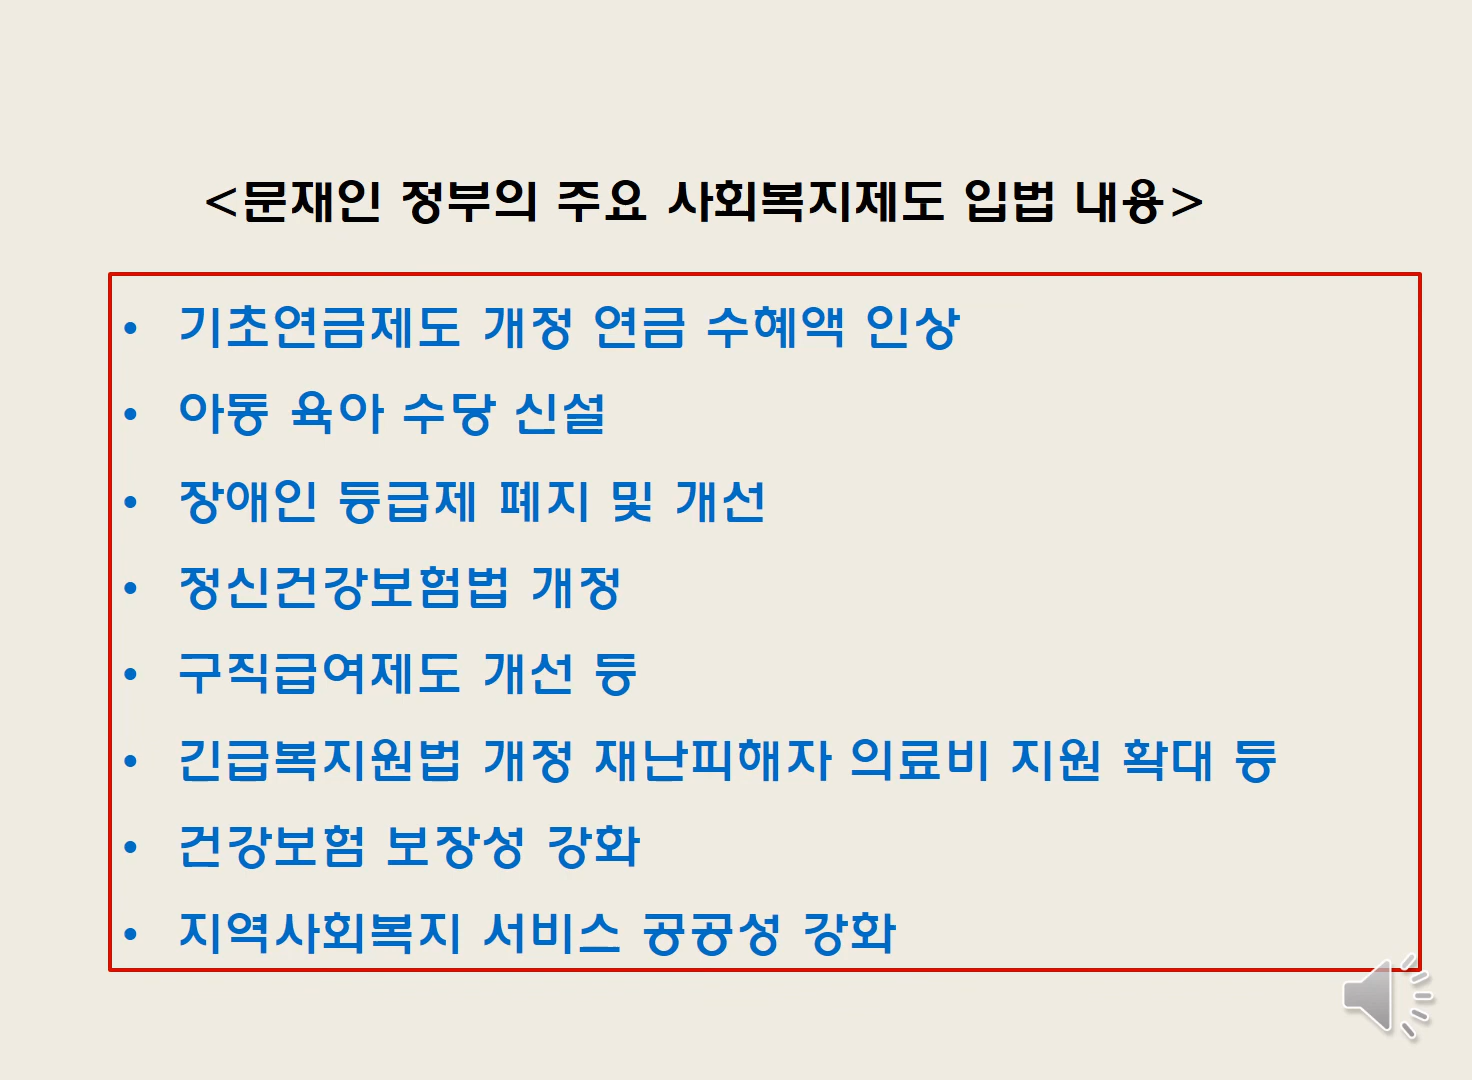 <문재인 정부의 주요 사회복지제도 입법 내용>
• 기초연금제도 개정 연금 수혜액 인상
• 아동 육아 수당 신설
• 장애인 등급제 폐지 및 개선
• 정신건강보험법 개정
• 구직급여제도 개선 등
• 긴급복지원법 개정 재난피해자 의료비 지원 확대 등
• 건강보험 보장성 강화
• 지역사회복지 서비스 공공성 강화